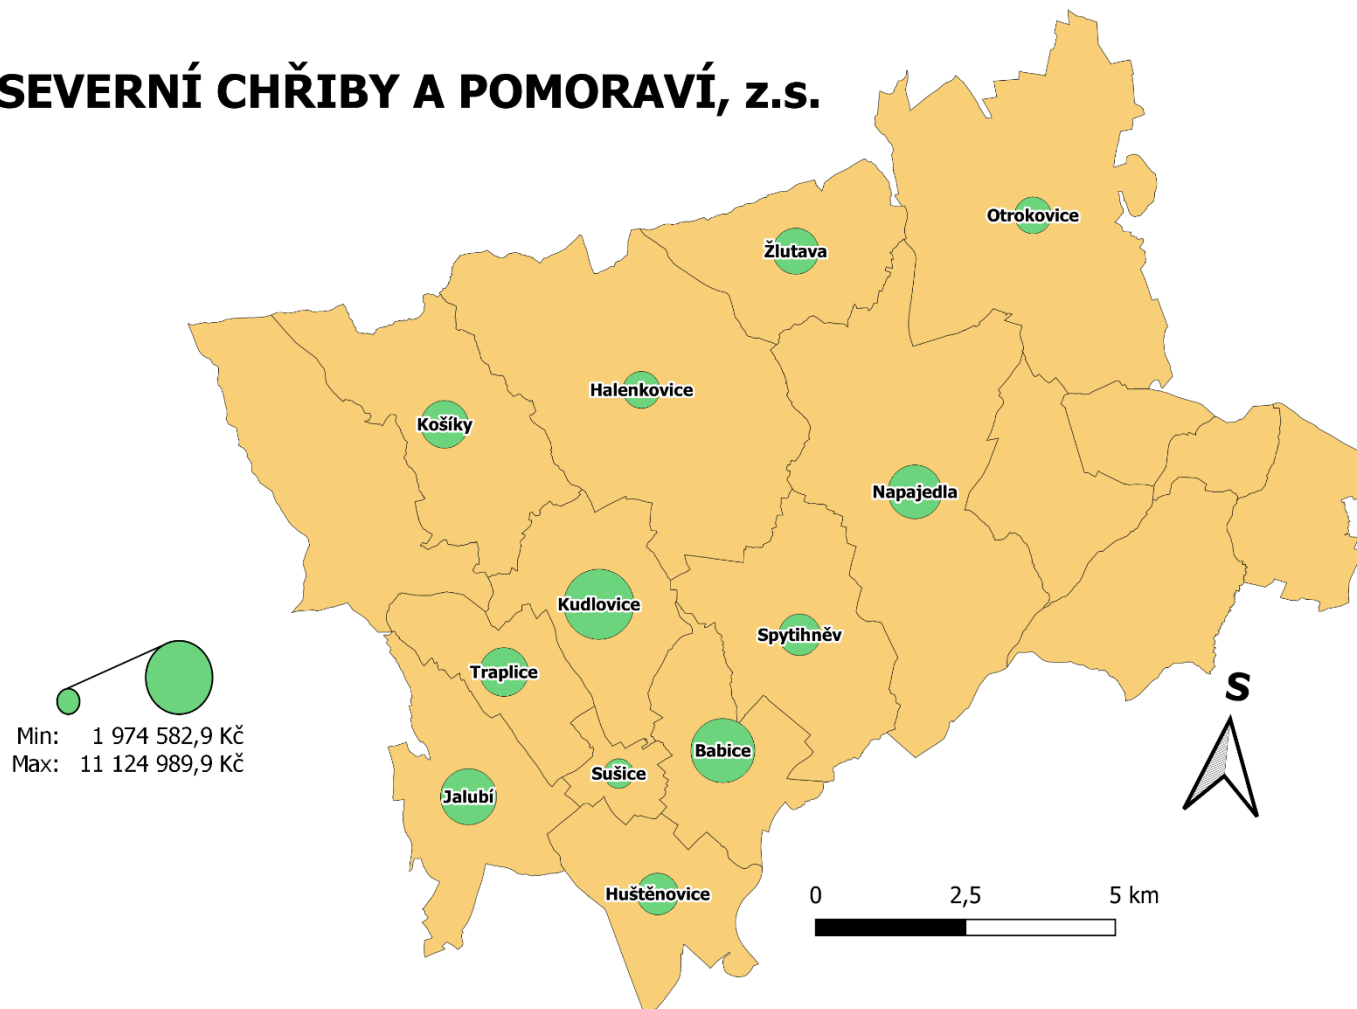 SEVERNÍ CHŘIBY A POMORAVÍ, z.s.
Otrokovice
Žlutava
Halenkovice
Košíky
Napajedla
Kudlovice
Spytihněv
Traplice
Babice
Sušice
Jalubí
Huštěnovice
Min: 1 974 582,9 Kč
Max: 11 124 989,9 Kč
S
0 2,5 5 km